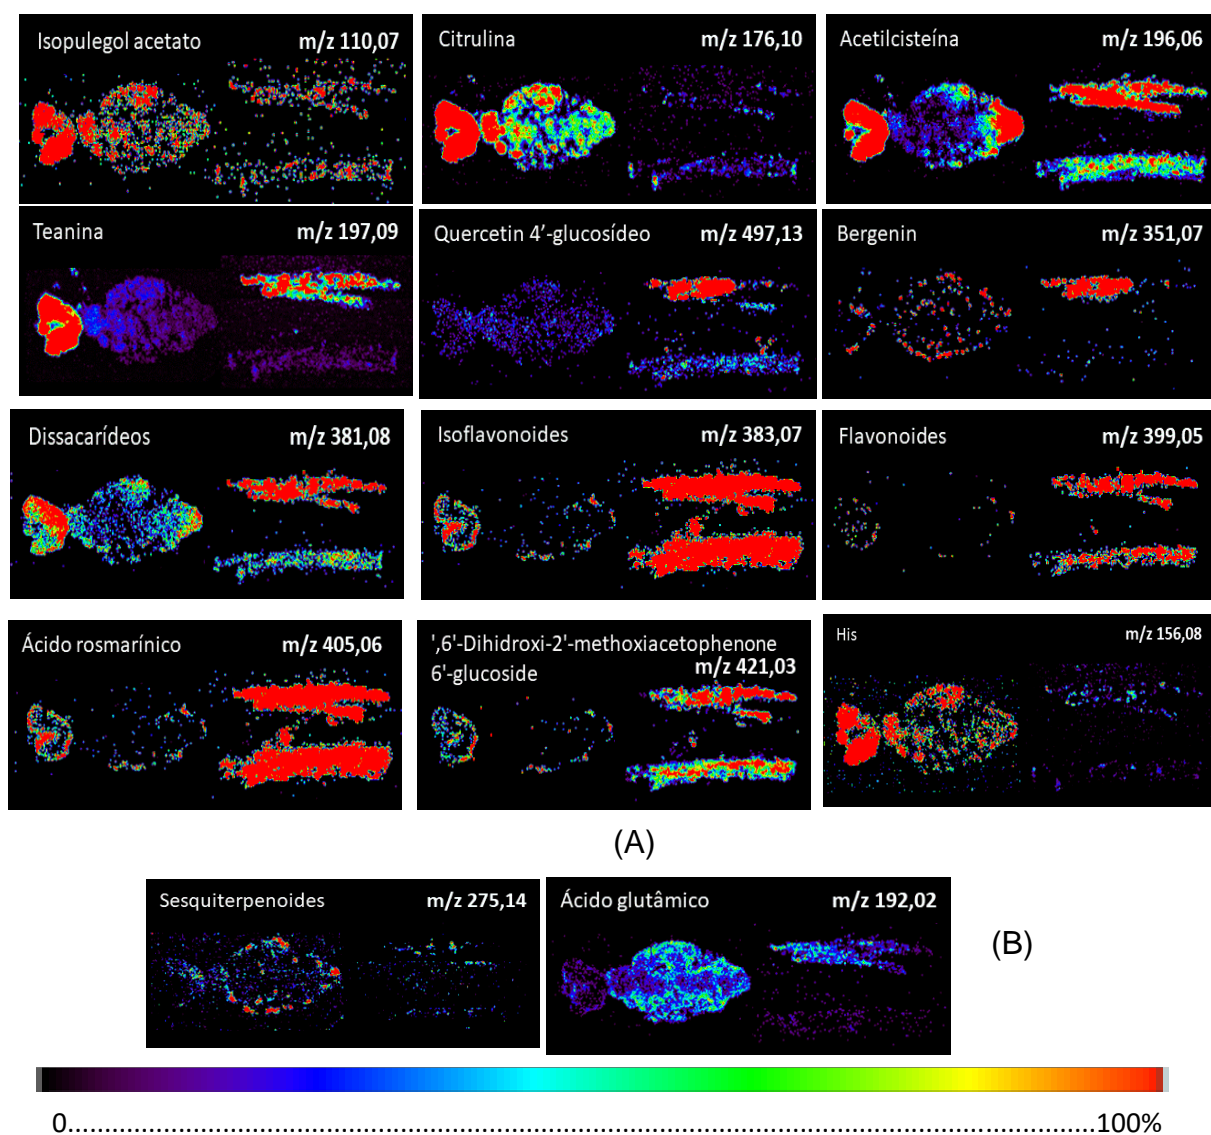 Isopulegol acetato m/z 110,07
Citrulina m/z 176,10
Acetilcisteína m/z 196,06
Teanina m/z 197,09
Quercetin 4’-glucosídeo m/z 497,13
Bergenin m/z 351,07
Dissacarídeos m/z 381,08
Isoflavonoides m/z 383,07
Flavonoides m/z 399,05
Ácido rosmarínico m/z 405,06
',6'-Dihidroxi-2'-methoxiacetophenone
6'-glucoside m/z 421,03
His m/z 156,08
(A)
Sesquiterpenoides m/z 275,14
Ácido glutâmico m/z 192,02
(B)
0....................................................................................................................................100%